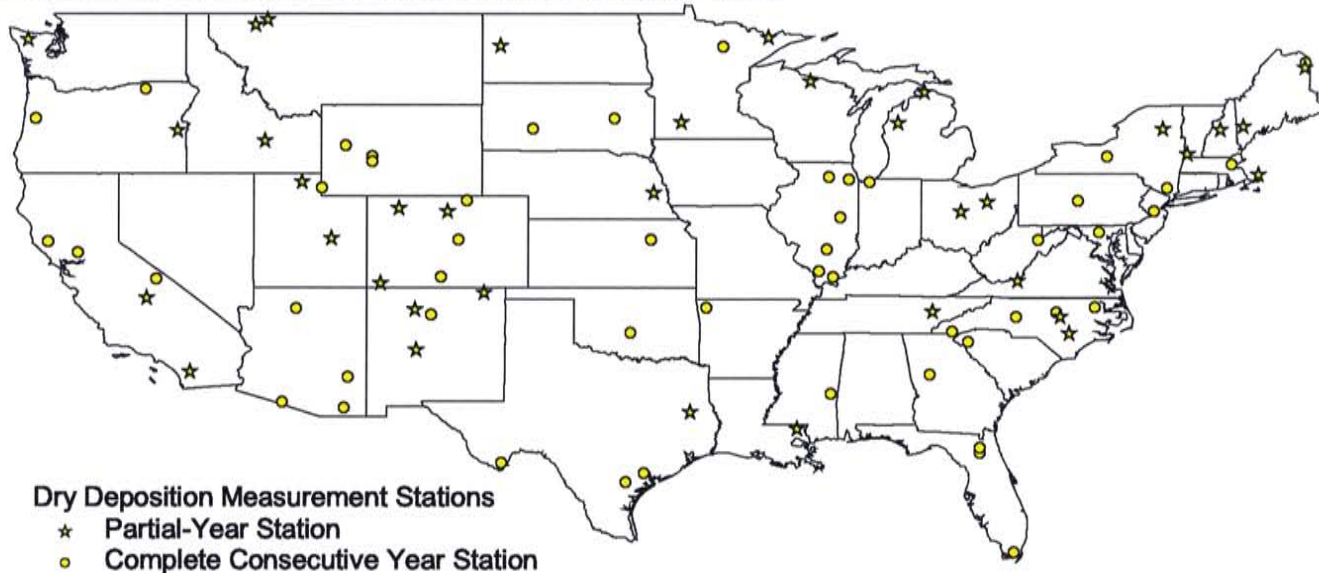 Dry Deposition Measurement Stations
Partial-Year Station
Complete Consecutive Year Station